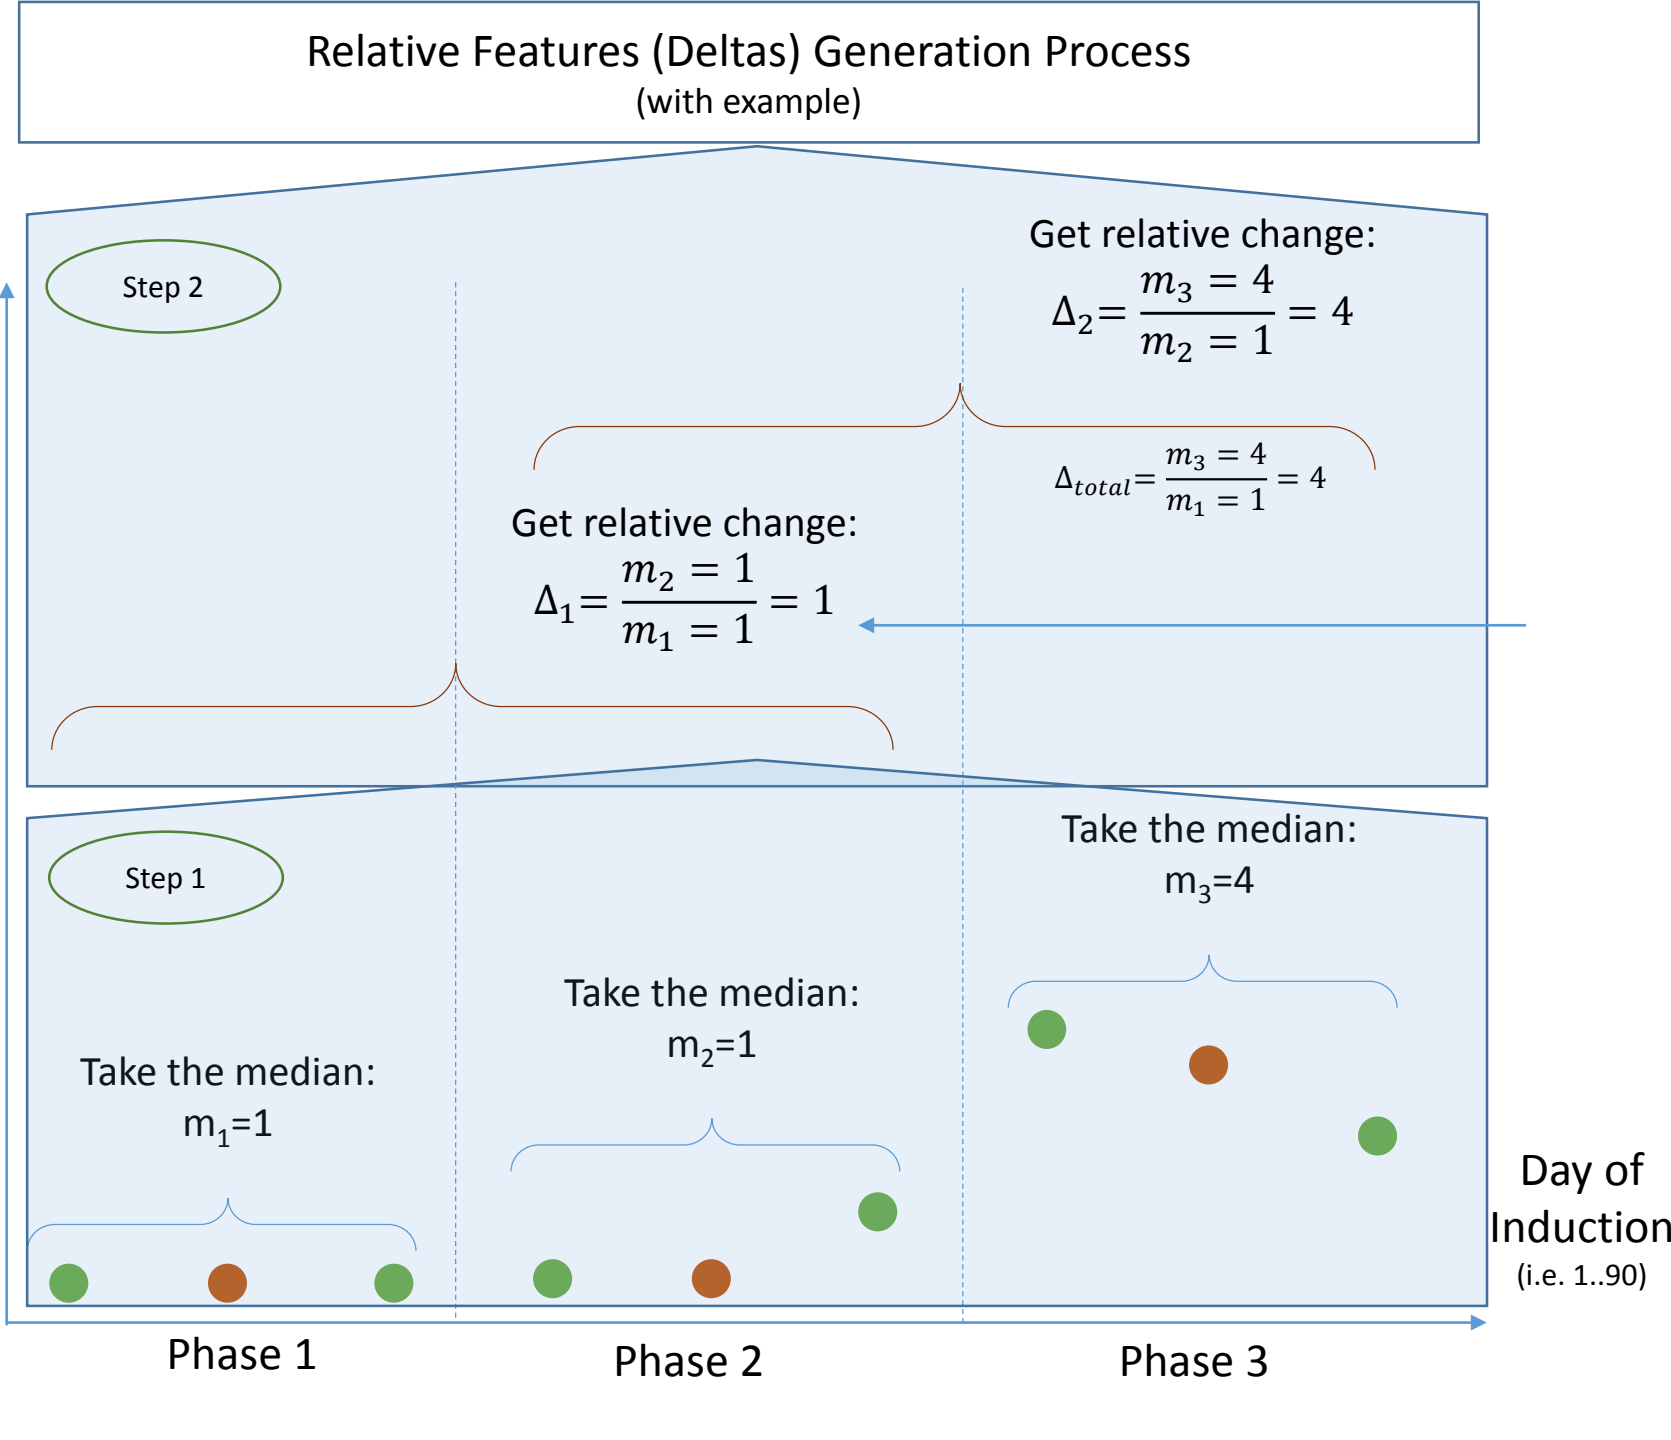 Relative Features (Deltas) Generation Process
(with example)
Step 2
Get relative change:
Δ₂= m₃ = 4 / m₂ = 1 = 4
Δtotal= m₃ = 4 / m₁ = 1 = 4
Get relative change:
Δ₁= m₂ = 1 / m₁ = 1 = 1
Step 1
Take the median:
m₃=4
Take the median:
m₂=1
Take the median:
m₁=1
Day of
Induction
(i.e. 1..90)
Phase 1
Phase 2
Phase 3